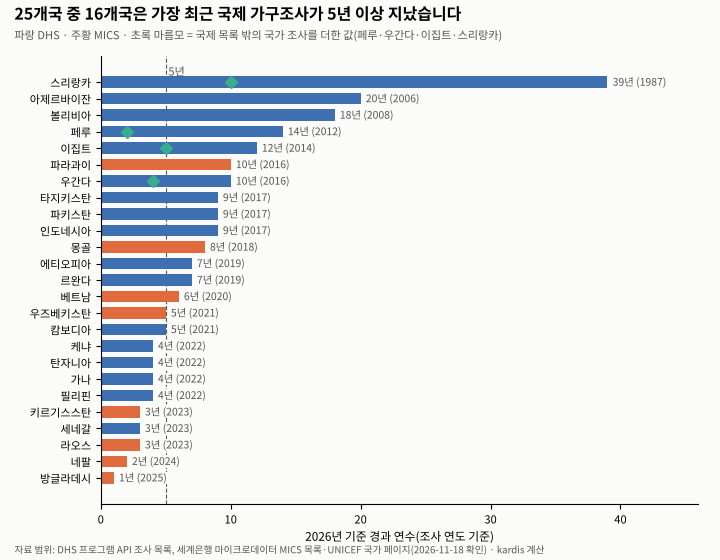 25개국 중 16개국은 가장 최근 국제 가구조사가 5년 이상 지났습니다
파랑 DHS · 주황 MICS · 초록 마름모 = 국제 목록 밖의 국가 조사를 더한 값(페루·우간다·이집트·스리랑카)
5년
스리랑카 39년 (1987)
아제르바이잔 20년 (2006)
볼리비아 18년 (2008)
페루 14년 (2012)
이집트 12년 (2014)
파라과이 10년 (2016)
우간다 10년 (2016)
타지키스탄 9년 (2017)
파키스탄 9년 (2017)
인도네시아 9년 (2017)
몽골 8년 (2018)
에티오피아 7년 (2019)
르완다 7년 (2019)
베트남 6년 (2020)
우즈베키스탄 5년 (2021)
캄보디아 5년 (2021)
케냐 4년 (2022)
탄자니아 4년 (2022)
가나 4년 (2022)
필리핀 4년 (2022)
키르기스스탄 3년 (2023)
세네갈 3년 (2023)
라오스 3년 (2023)
네팔 2년 (2024)
방글라데시 1년 (2025)
0 10 20 30 40
2026년 기준 경과 연수(조사 연도 기준)
자료 범위: DHS 프로그램 API 조사 목록, 세계은행 마이크로데이터 MICS 목록·UNICEF 국가 페이지(2026-11-18 확인) · kardis 계산